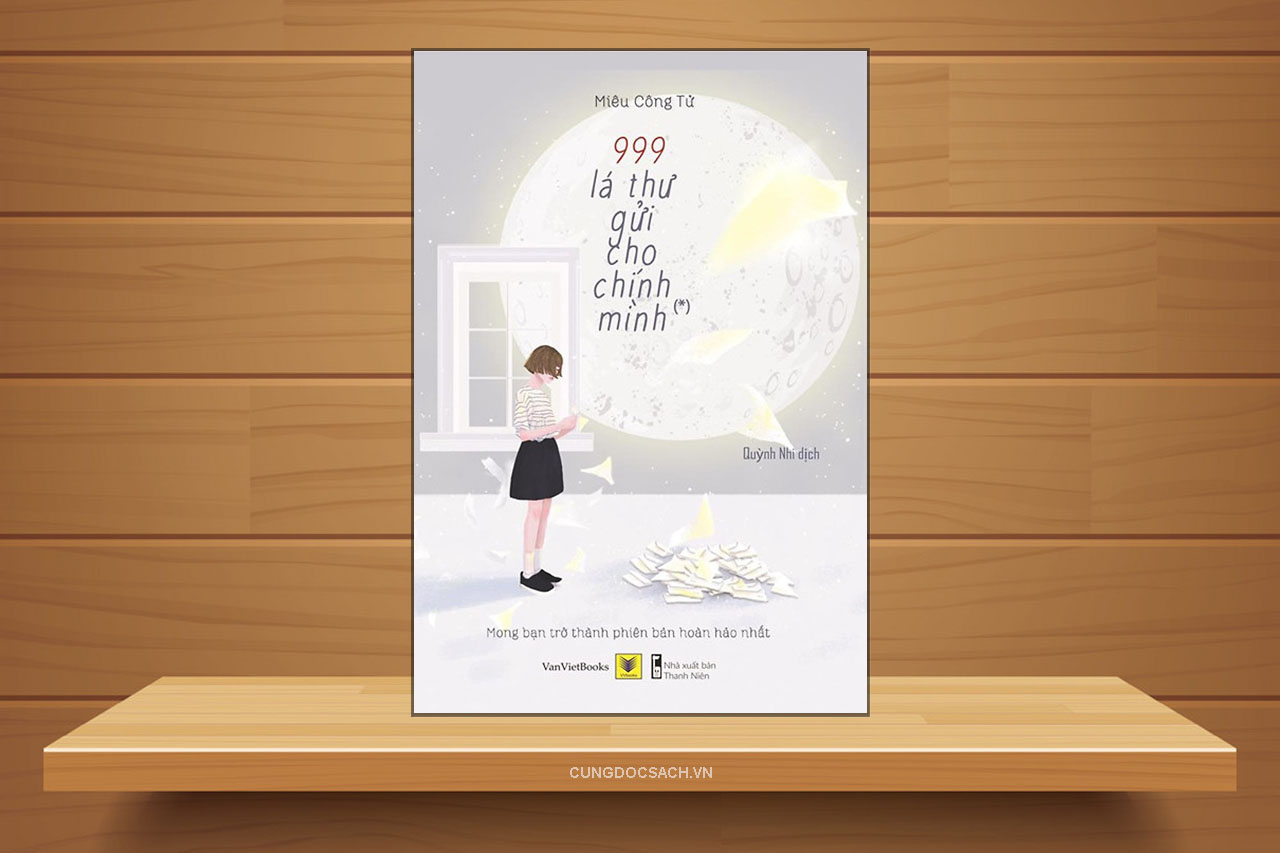 Miêu Công Tử
999
lá thư
gửi
cho
chính
mình (*)
Quỳnh Nhi dịch
Mong bạn trở thành phiên bản hoàn hảo nhất
VanVietBooks
Nhà xuất bản
Thanh Niên
CUNGDOCSACH.VN